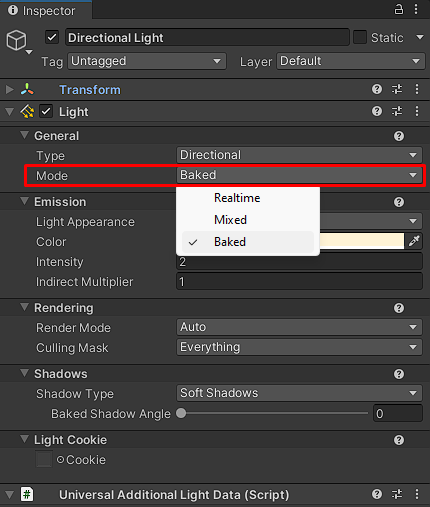 Inspector
Directional Light Static
Tag Untagged Layer Default
Transform
Light
General
Type Directional
Mode Baked
Realtime
Mixed
Baked
Emission
Light Appearance
Color
Intensity 2
Indirect Multiplier 1
Rendering
Render Mode Auto
Culling Mask Everything
Shadows
Shadow Type Soft Shadows
Baked Shadow Angle 0
Light Cookie
Cookie
# Universal Additional Light Data (Script)